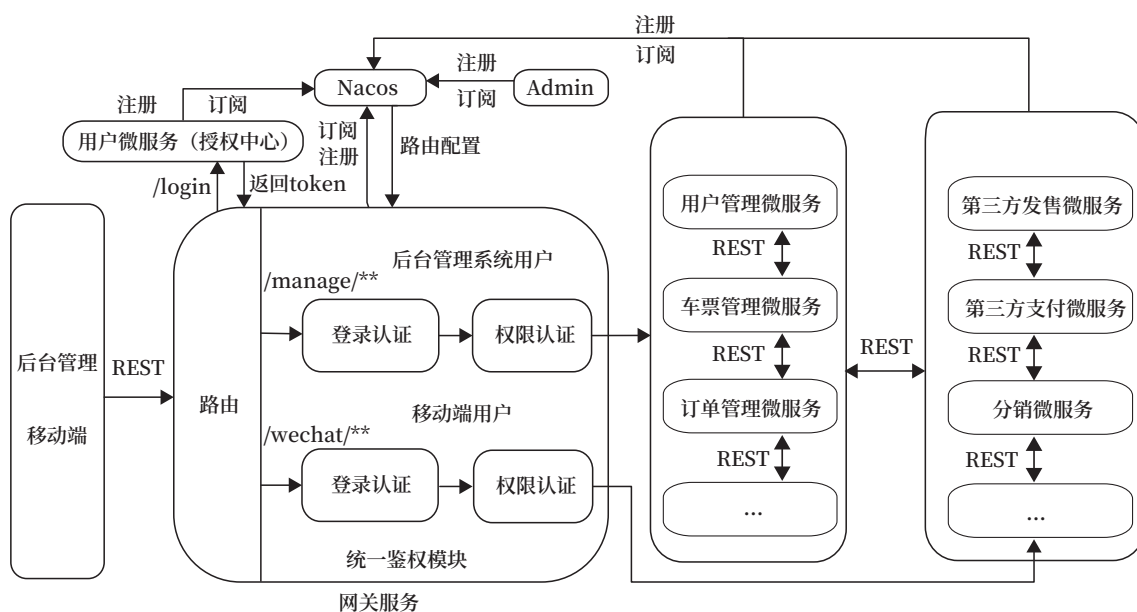 注册
订阅
注册
订阅
Nacos
Admin
注册
订阅
用户微服务（授权中心）
订阅
注册
路由配置
/login
返回token
后台管理
移动端
REST
路由
后台管理系统用户
/manage/**
登录认证
权限认证
移动端用户
/wechat/**
登录认证
权限认证
统一鉴权模块
网关服务
用户管理微服务
REST
车票管理微服务
REST
订单管理微服务
REST
...
REST
第三方发售微服务
REST
第三方支付微服务
REST
分销微服务
REST
...